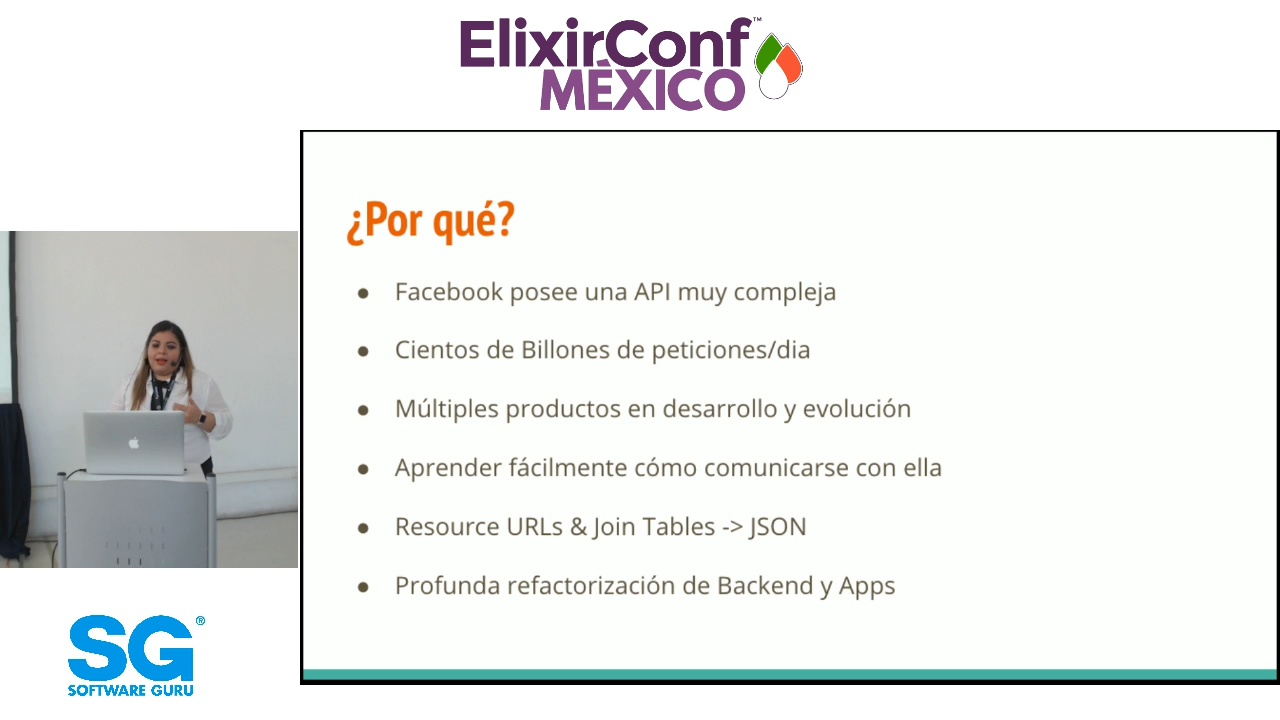 ElixirConf™
MÉXICO
¿Por qué?
● Facebook posee una API muy compleja
● Cientos de Billones de peticiones/dia
● Múltiples productos en desarrollo y evolución
● Aprender fácilmente cómo comunicarse con ella
● Resource URLs & Join Tables -> JSON
● Profunda refactorización de Backend y Apps
SG®
SOFTWARE GURU